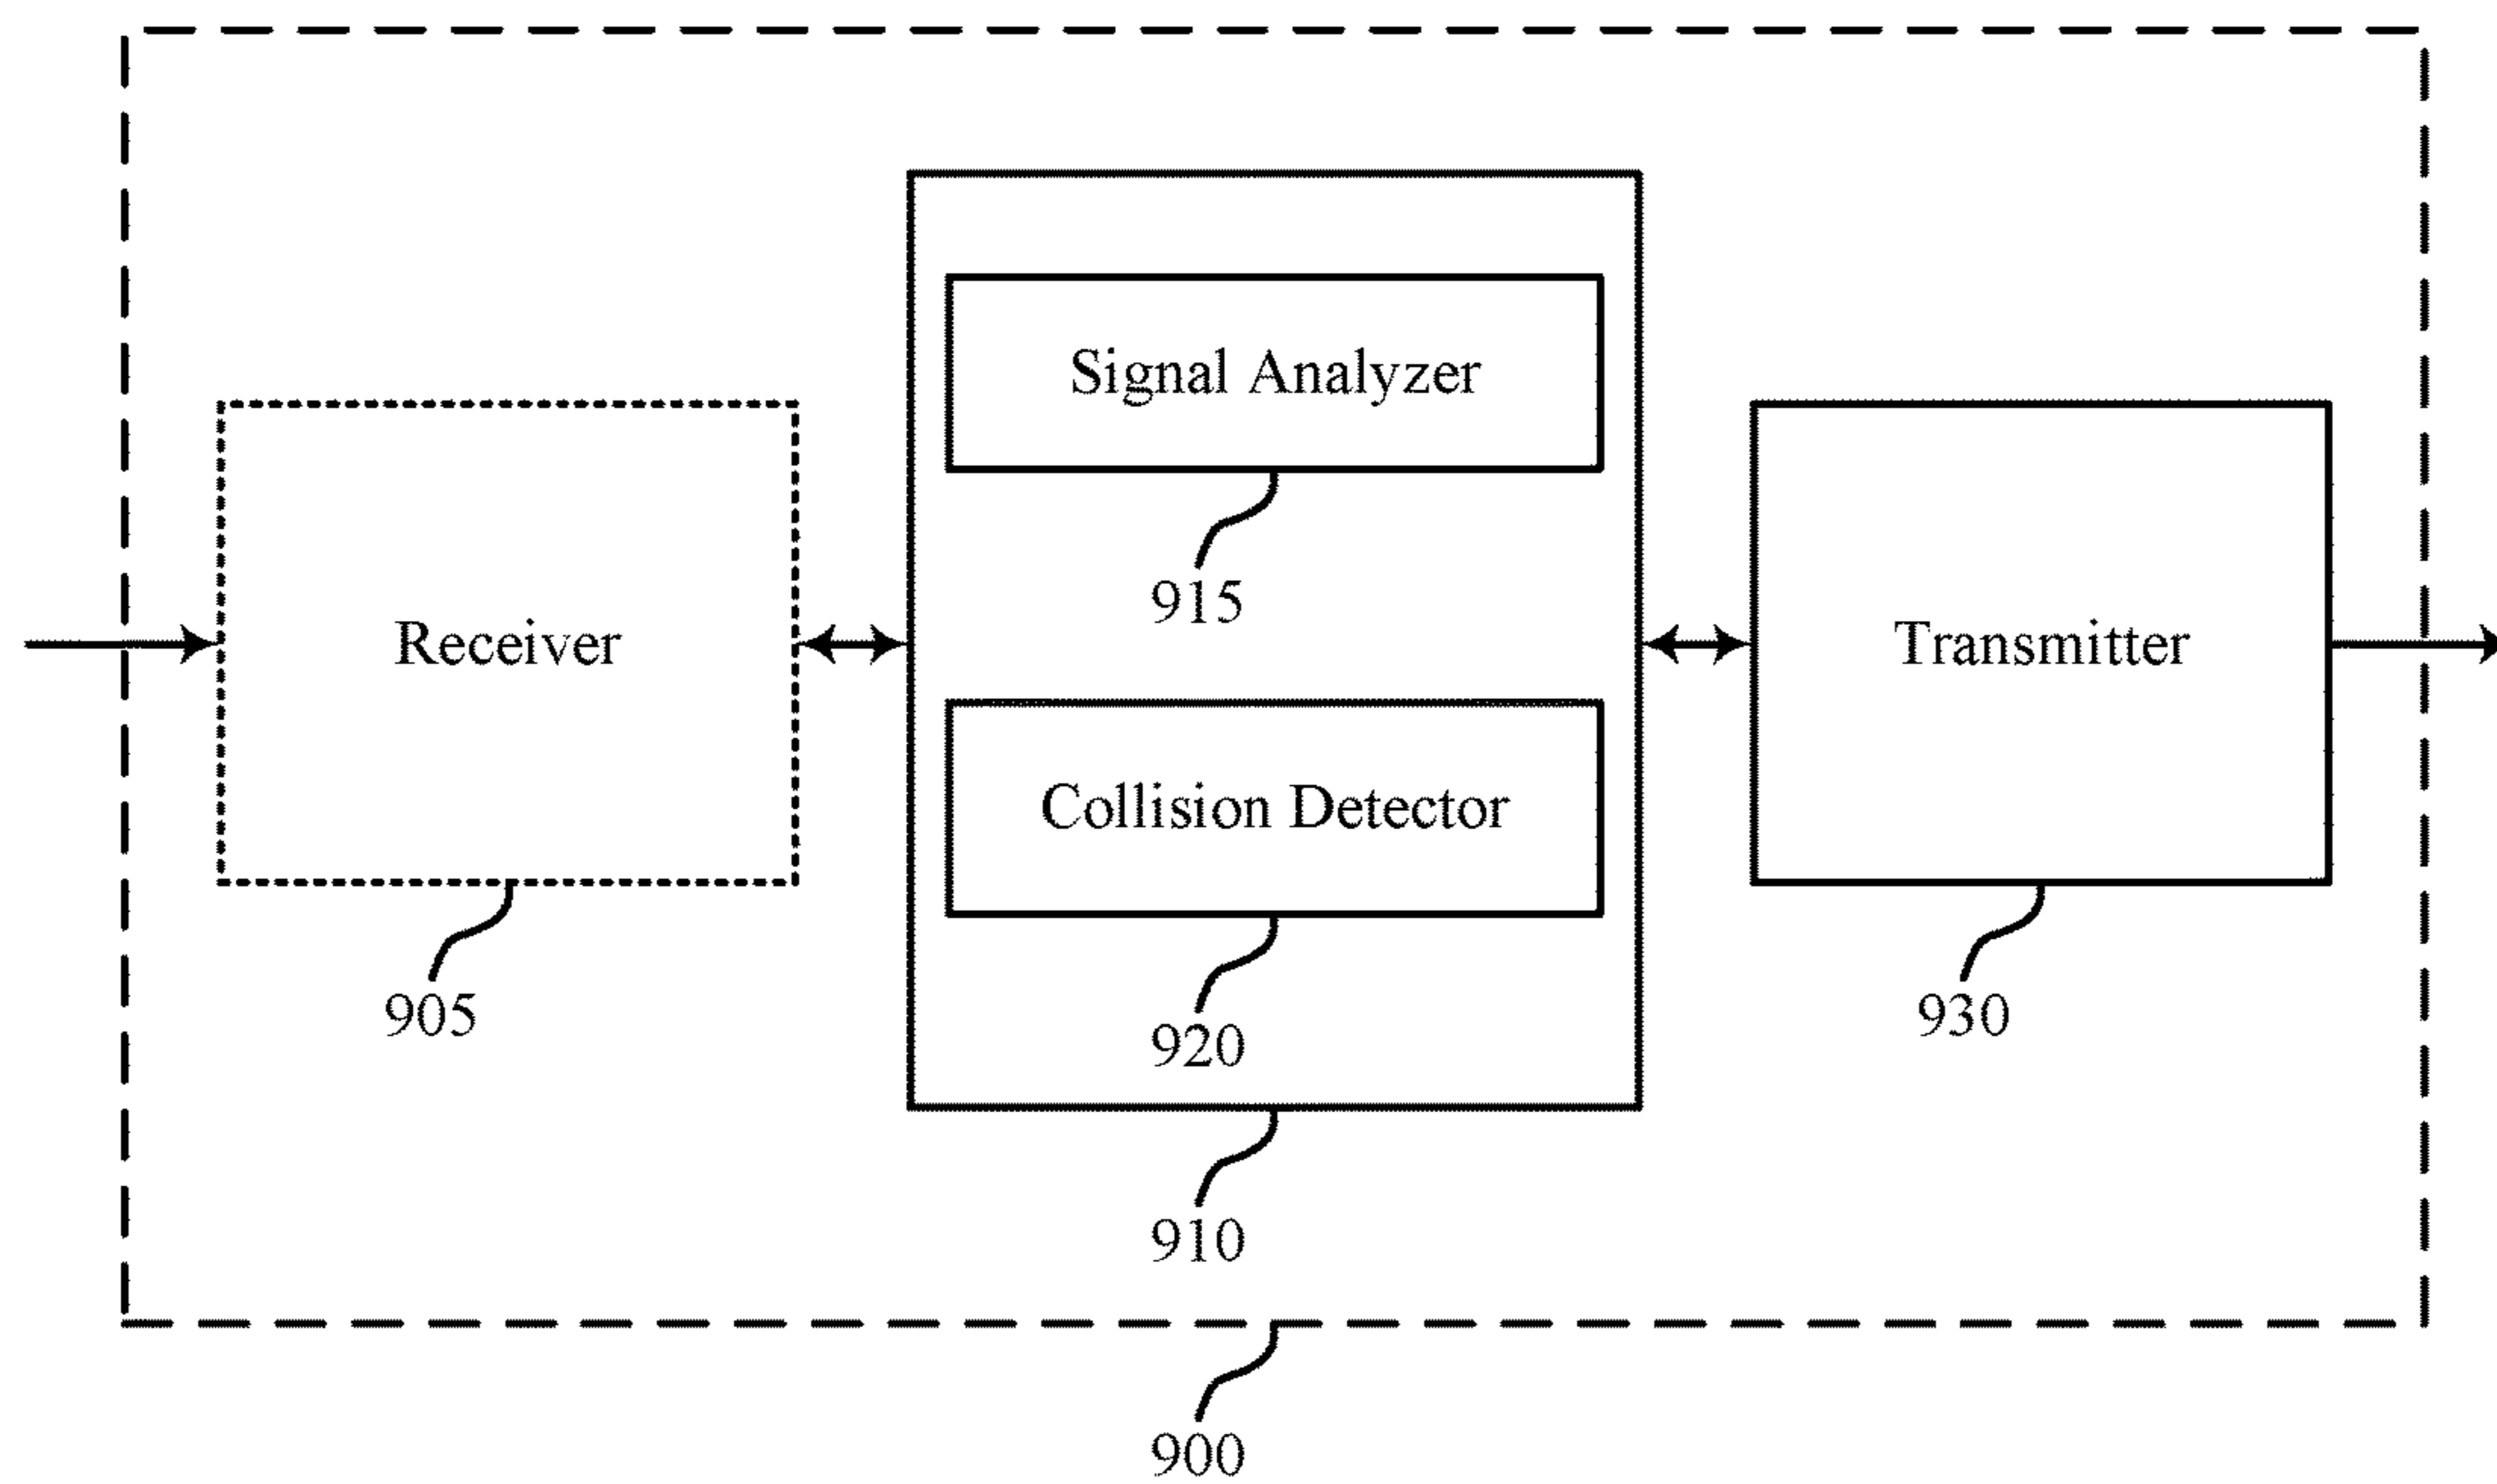 Signal Analyzer
915
Receiver
Transmitter
Collision Detector
905
920
930
910
900